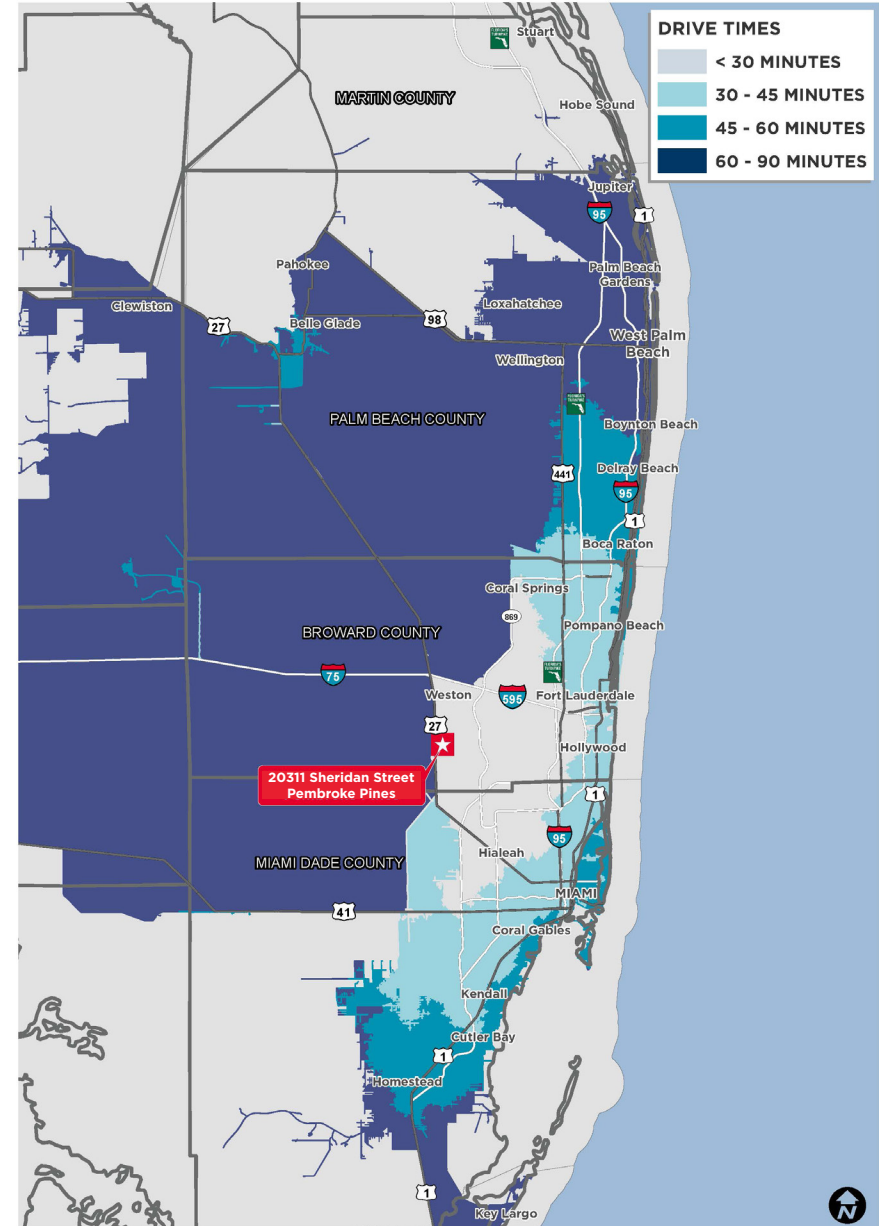 DRIVE TIMES
< 30 MINUTES
30 - 45 MINUTES
45 - 60 MINUTES
60 - 90 MINUTES
Stuart
MARTIN COUNTY
Hobe Sound
Jupiter
95
1
Pahokee
Palm Beach
Gardens
Clewiston
Loxahatchee
27
Belle Glade
98
West Palm
Beach
Wellington
PALM BEACH COUNTY
Boynton Beach
441
Delray Beach
95
1
Boca Raton
Coral Springs
869
Pompano Beach
BROWARD COUNTY
75
Weston
595
Fort Lauderdale
27
Hollywood
20311 Sheridan Street
Pembroke Pines
1
95
Hialeah
MIAMI DADE COUNTY
MIAMI
41
Coral Gables
Kendall
Cutler Bay
1
Homestead
1
Key Largo
N